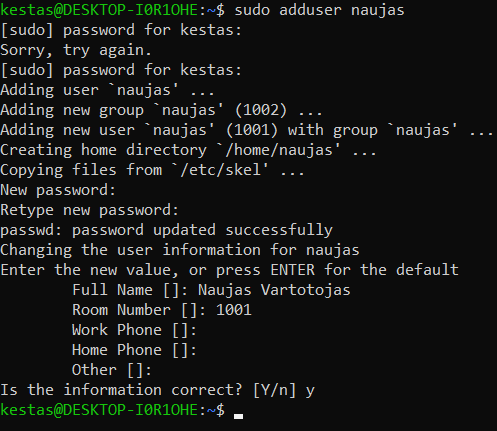 kestas@DESKTOP-I0R1OHE:~$ sudo adduser naujas
[sudo] password for kestas:
Sorry, try again.
[sudo] password for kestas:
Adding user `naujas' ...
Adding new group `naujas' (1002) ...
Adding new user `naujas' (1001) with group `naujas' ...
Creating home directory `/home/naujas' ...
Copying files from `/etc/skel' ...
New password:
Retype new password:
passwd: password updated successfully
Changing the user information for naujas
Enter the new value, or press ENTER for the default
        Full Name []: Naujas Vartotojas
        Room Number []: 1001
        Work Phone []:
        Home Phone []:
        Other []:
Is the information correct? [Y/n] y
kestas@DESKTOP-I0R1OHE:~$